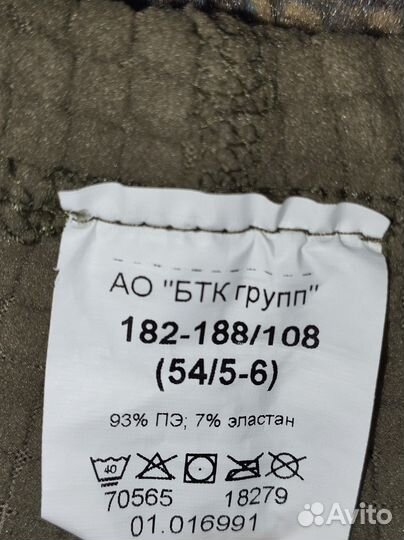 АО "БТК групп"
182-188/108
(54/5-6)
93% ПЭ; 7% эластан
40
70565 18279
01.016991
Avito